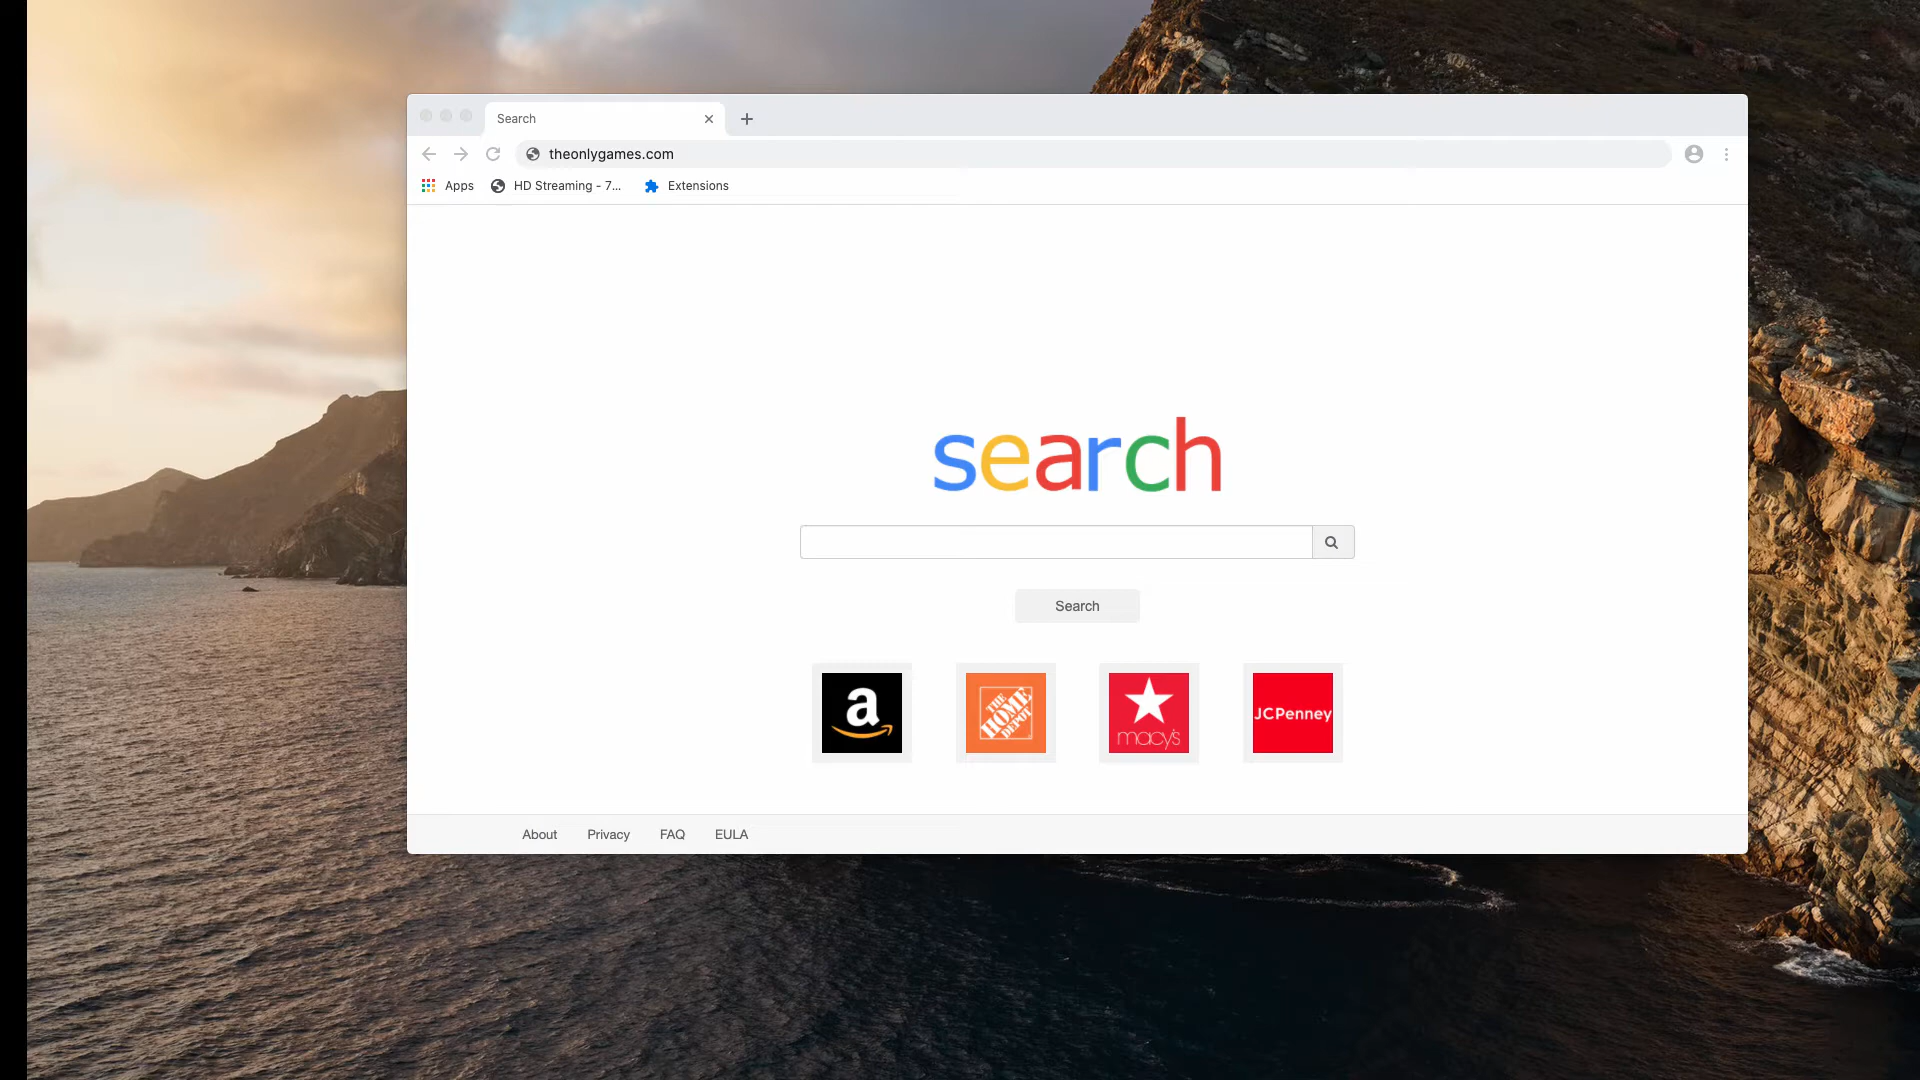 Search
theonlygames.com
Apps HD Streaming - 7... Extensions
search
Search
a THE HOME DEPOT macy's JCPenney
About Privacy FAQ EULA